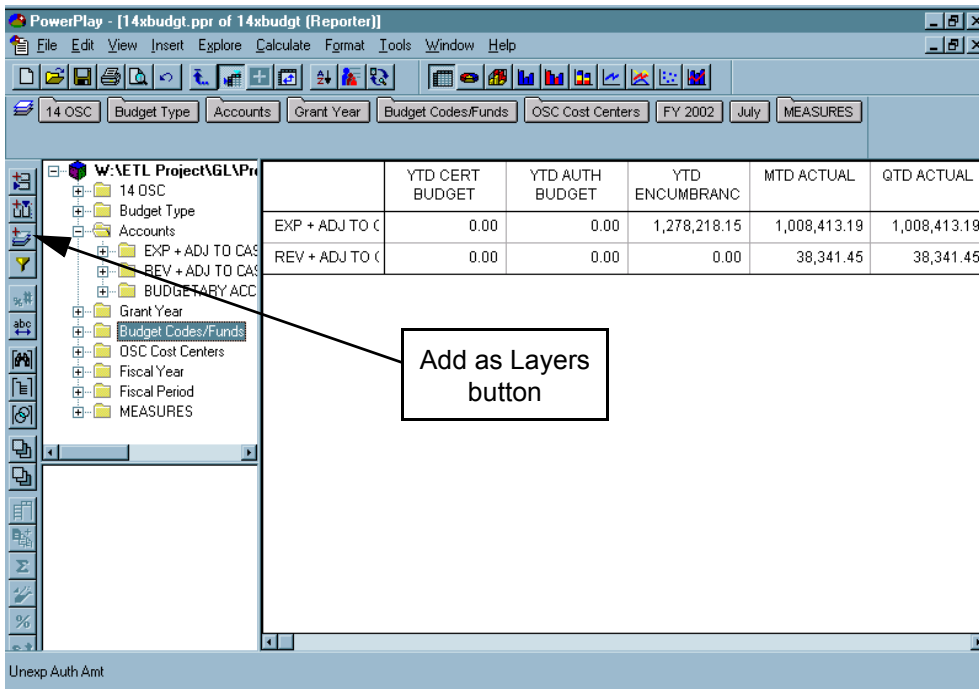 PowerPlay - [14xbudgt.ppr of 14xbudgt (Reporter)]
File Edit View Insert Explore Calculate Format Tools Window Help
14 OSC Budget Type Accounts Grant Year Budget Codes/Funds OSC Cost Centers FY 2002 July MEASURES
W:\ETL Project\GL\Pr
14 OSC
Budget Type
Accounts
EXP + ADJ TO CAS
REV + ADJ TO CAS
BUDGETARY ACC
Grant Year
Budget Codes/Funds
OSC Cost Centers
Fiscal Year
Fiscal Period
MEASURES
YTD CERT BUDGET
YTD AUTH BUDGET
YTD ENCUMBRANC
MTD ACTUAL
QTD ACTUAL
EXP + ADJ TO C 0.00 0.00 1,278,218.15 1,008,413.19 1,008,413.19
REV + ADJ TO C 0.00 0.00 0.00 38,341.45 38,341.45
Add as Layers
button
Unexp Auth Amt